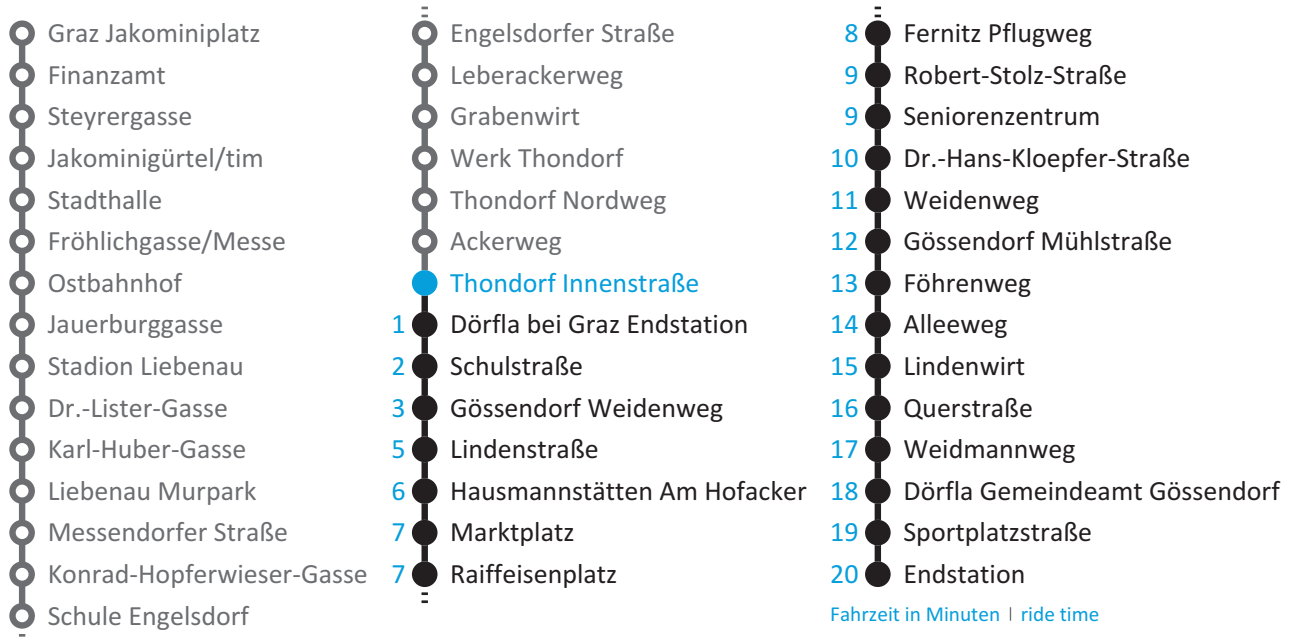 Graz Jakominiplatz
Finanzamt
Steyrergasse
Jakominigürtel/tim
Stadthalle
Fröhlichgasse/Messe
Ostbahnhof
Jauerburggasse
Stadion Liebenau
Dr.-Lister-Gasse
Karl-Huber-Gasse
Liebenau Murpark
Messendorfer Straße
Konrad-Hopferwieser-Gasse
Schule Engelsdorf
Engelsdorfer Straße
Leberackerweg
Grabenwirt
Werk Thondorf
Thondorf Nordweg
Ackerweg
Thondorf Innenstraße
1 Dörfla bei Graz Endstation
2 Schulstraße
3 Gössendorf Weidenweg
5 Lindenstraße
6 Hausmannstätten Am Hofacker
7 Marktplatz
7 Raiffeisenplatz
8 Fernitz Pflugweg
9 Robert-Stolz-Straße
9 Seniorenzentrum
10 Dr.-Hans-Kloepfer-Straße
11 Weidenweg
12 Gössendorf Mühlstraße
13 Föhrenweg
14 Alleeweg
15 Lindenwirt
16 Querstraße
17 Weidmannweg
18 Dörfla Gemeindeamt Gössendorf
19 Sportplatzstraße
20 Endstation
Fahrzeit in Minuten | ride time